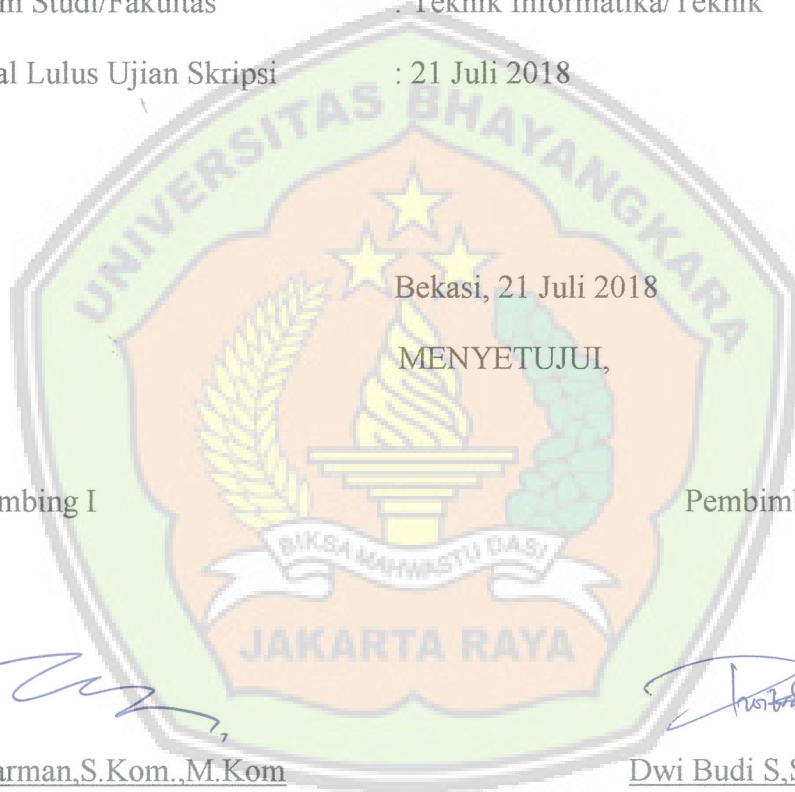 m Studi/Fakultas : Teknik Informatika/Teknik
al Lulus Ujian Skripsi : 21 Juli 2018
UNIVERSITAS BHAYANGKARA
Bekasi, 21 Juli 2018
MENYETUJUI,
mbing I Pembimb
BIKSA MAHWASTU DASI
JAKARTA RAYA
arman,S.Kom.,M.Kom Dwi Budi S,S